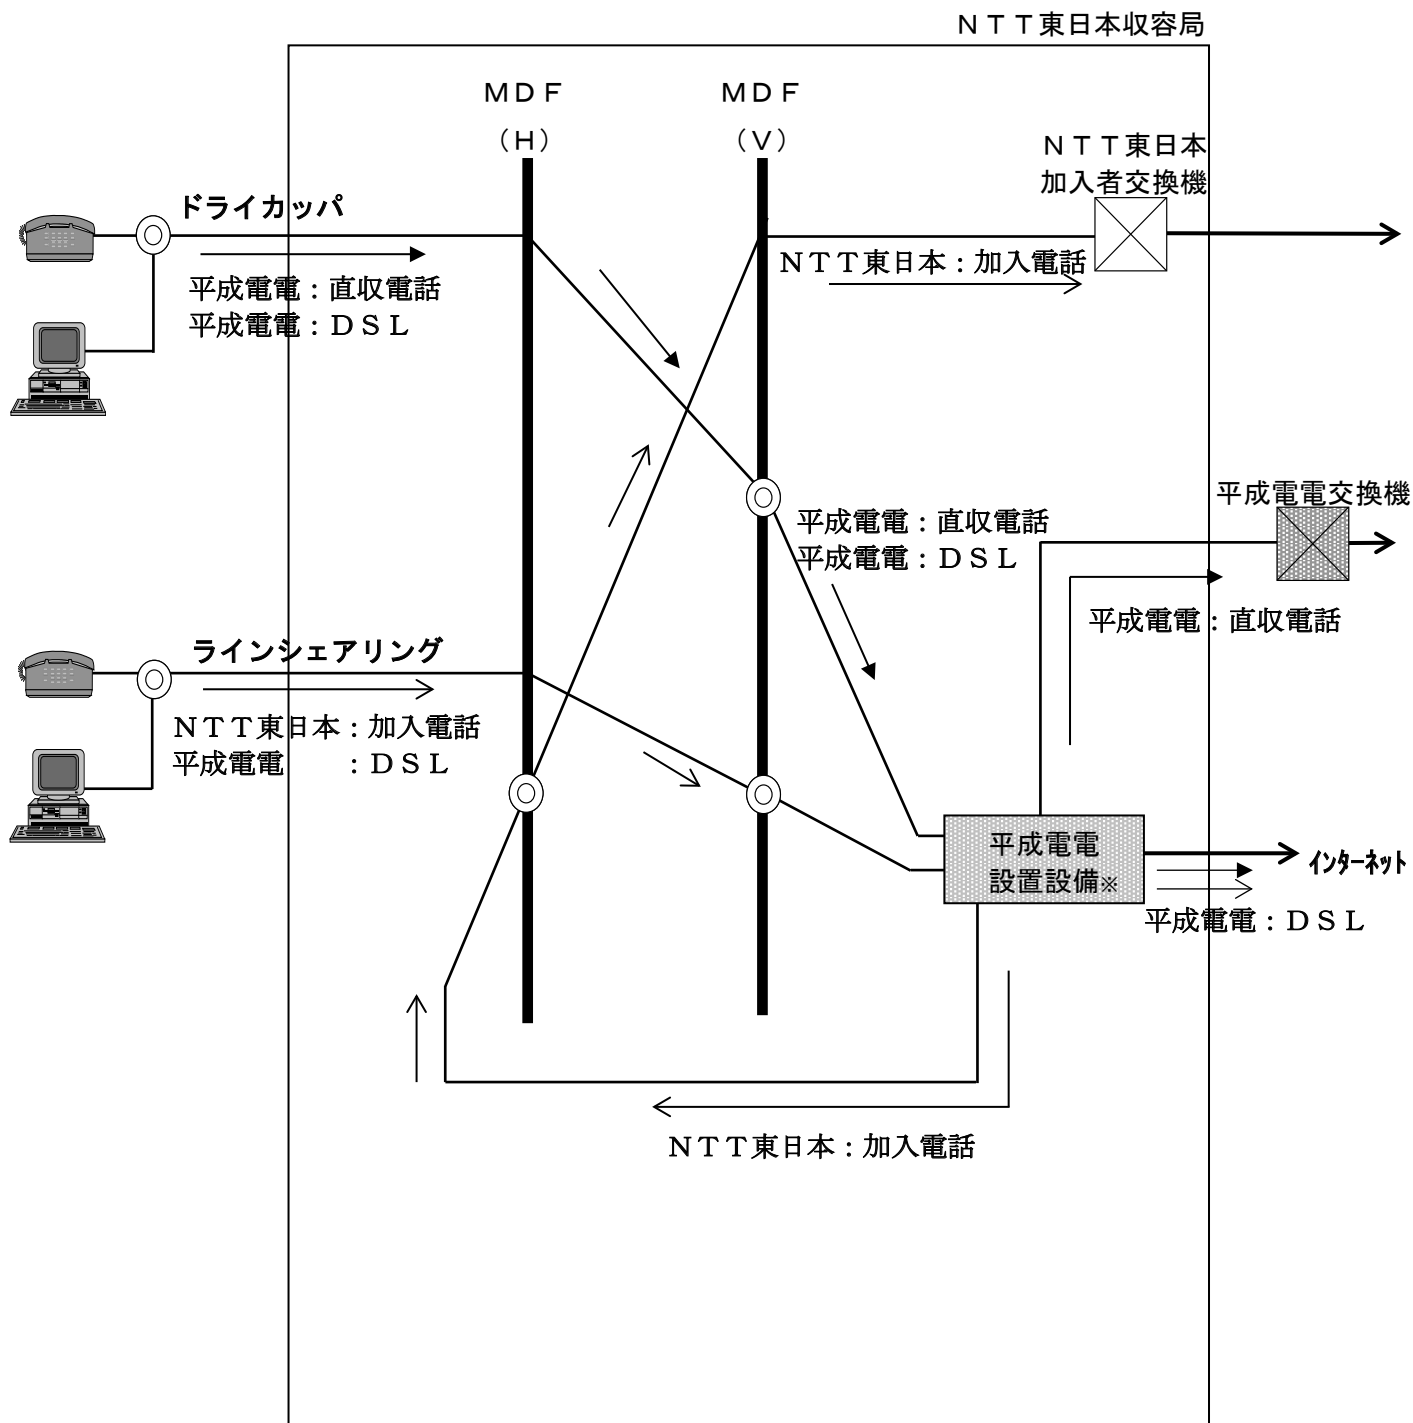 ＮＴＴ東日本収容局
ＭＤＦ
（Ｈ）
ＭＤＦ
（Ｖ）
ＮＴＴ東日本
加入者交換機
ドライカッパ
平成電電：直収電話
平成電電：ＤＳＬ
ＮＴＴ東日本：加入電話
平成電電交換機
平成電電：直収電話
平成電電：ＤＳＬ
平成電電：直収電話
ラインシェアリング
ＮＴＴ東日本：加入電話
平成電電　　：ＤＳＬ
平成電電
設置設備※
インターネット
平成電電：ＤＳＬ
ＮＴＴ東日本：加入電話